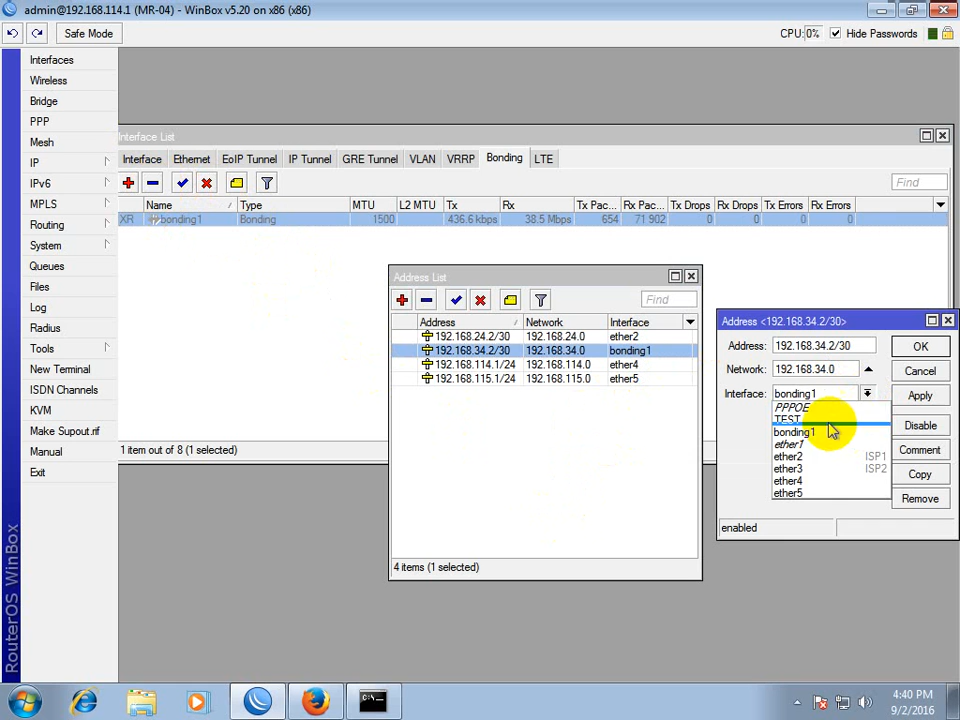 admin@192.168.114.1 (MR-04) - WinBox v5.20 on x86 (x86)
Safe Mode
CPU: 0%
Hide Passwords
Interfaces
Wireless
Bridge
PPP
Mesh
IP
IPv6
MPLS
Routing
System
Queues
Files
Log
Radius
Tools
New Terminal
ISDN Channels
KVM
Make Supout.rif
Manual
Exit
RouterOS WinBox
Interface List
Interface Ethernet EoIP Tunnel IP Tunnel GRE Tunnel VLAN VRRP Bonding LTE
Find
Name / Type MTU L2 MTU Tx Rx Tx Pac... Rx Pac... Tx Drops Rx Drops Tx Errors Rx Errors
XR bonding1 Bonding 1500 436.6 kbps 38.5 Mbps 654 71 902 0 0 0 0
1 item out of 8 (1 selected)
Address List
Find
Address / Network Interface
192.168.24.2/30 192.168.24.0 ether2
192.168.34.2/30 192.168.34.0 bonding1
192.168.114.1/24 192.168.114.0 ether4
192.168.115.1/24 192.168.115.0 ether5
4 items (1 selected)
Address <192.168.34.2/30>
Address: 192.168.34.2/30
Network: 192.168.34.0
Interface: bonding1
PPPOE
TEST
bonding1
ether1
ether2 ISP1
ether3 ISP2
ether4
ether5
OK
Cancel
Apply
Disable
Comment
Copy
Remove
enabled
4:40 PM
9/2/2016